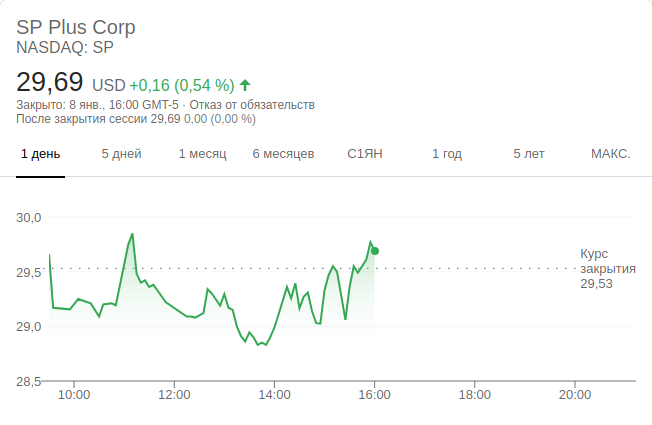 SP Plus Corp
NASDAQ: SP
29,69 USD +0,16 (0,54 %)
Закрыто: 8 янв., 16:00 GMT-5 · Отказ от обязательств
После закрытия сессии 29,69 0,00 (0,00 %)
1 день 5 дней 1 месяц 6 месяцев С1ЯН 1 год 5 лет МАКС.
30,0
Курс
29,5 закрытия
29,53
29,0
28,5
10:00 12:00 14:00 16:00 18:00 20:00